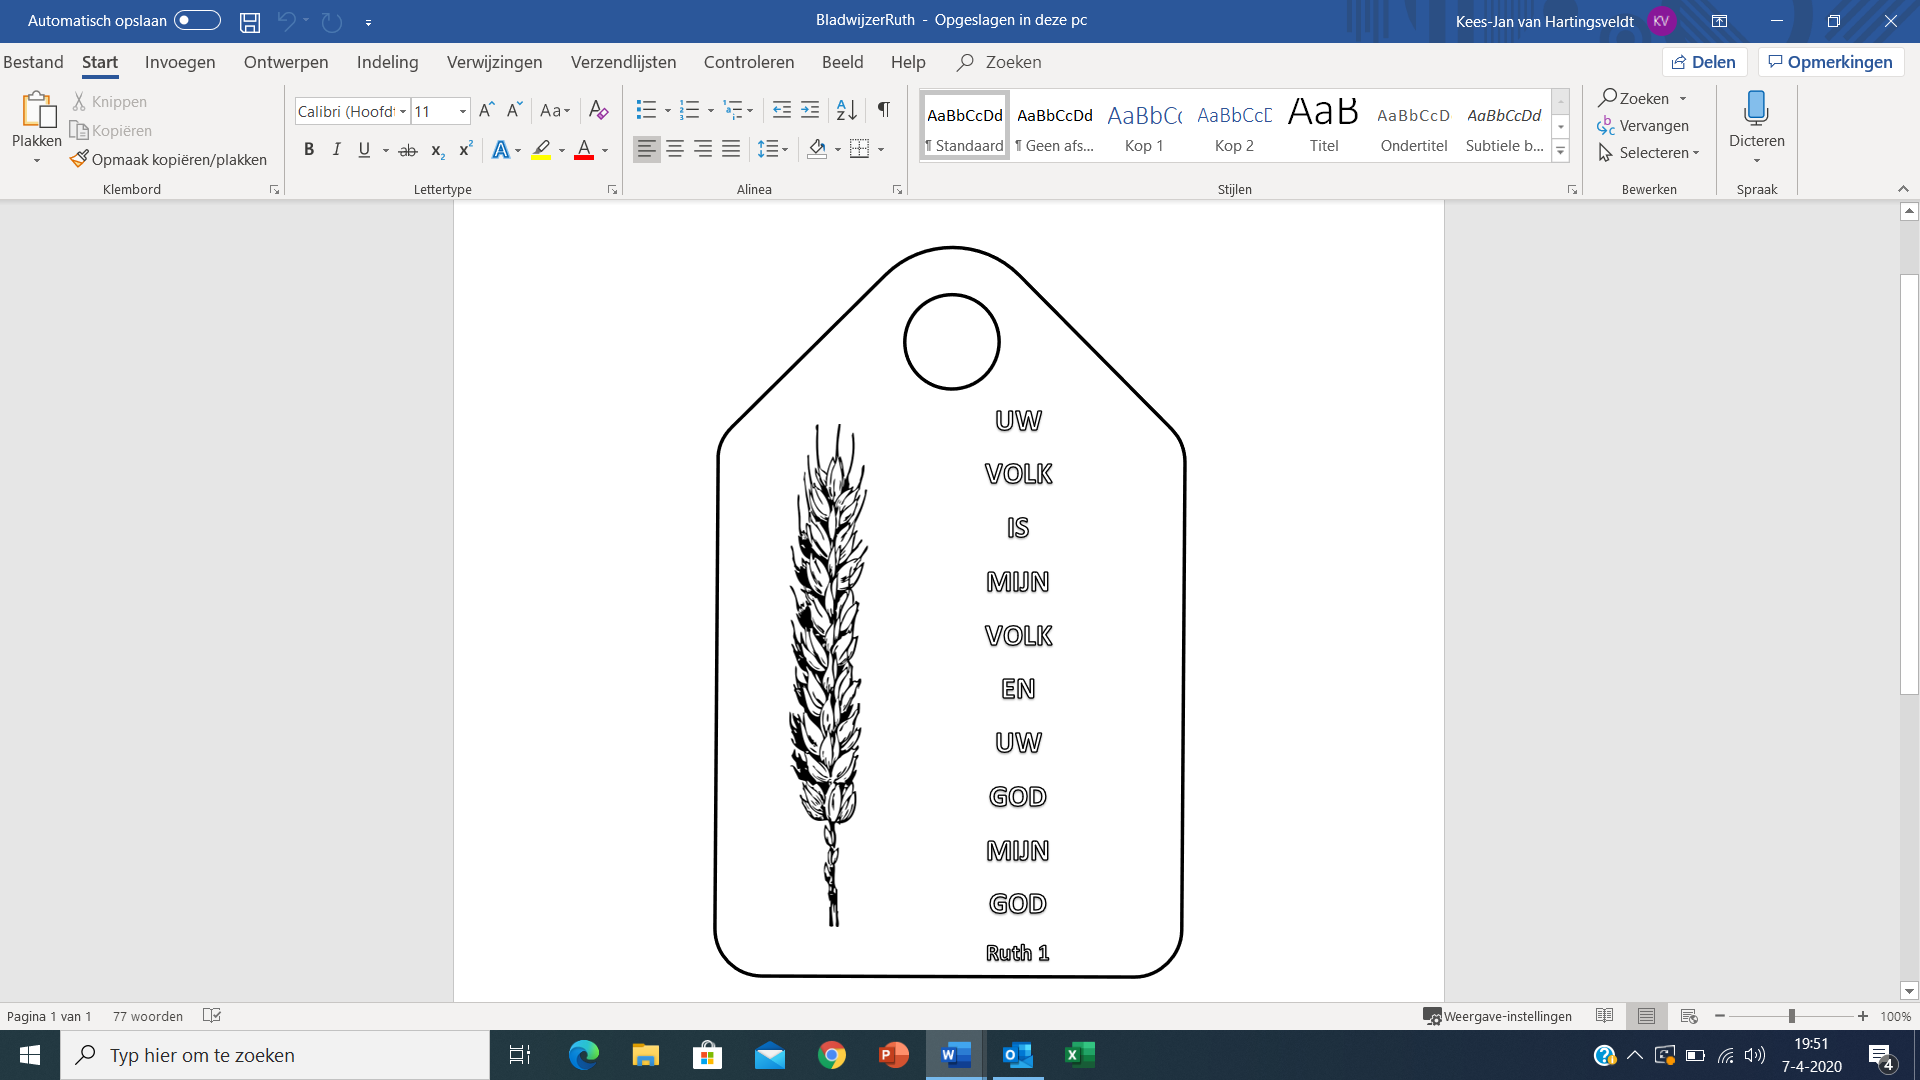 Automatisch opslaan
BladwijzerRuth - Opgeslagen in deze pc
Kees-Jan van Hartingsveldt
KV
Bestand Start Invoegen Ontwerpen Indeling Verwijzingen Verzendlijsten Controleren Beeld Help Zoeken
Delen
Opmerkingen
Plakken
Knippen
Kopiëren
Opmaak kopiëren/plakken
Klembord
Calibri (Hoofdt 11
Lettertype
Alinea
AaBbCcDd AaBbCcDd AaBbCc AaBbCcD AaB AaBbCcD AaBbCcDd
¶ Standaard ¶ Geen afs... Kop 1 Kop 2 Titel Ondertitel Subtiele b...
Stijlen
Zoeken
Vervangen
Selecteren
Bewerken
Dicteren
Spraak
UW
VOLK
IS
MIJN
VOLK
EN
UW
GOD
MIJN
GOD
Ruth 1
Pagina 1 van 1 77 woorden
Weergave-instellingen
100%
Typ hier om te zoeken
19:51
7-4-2020
4